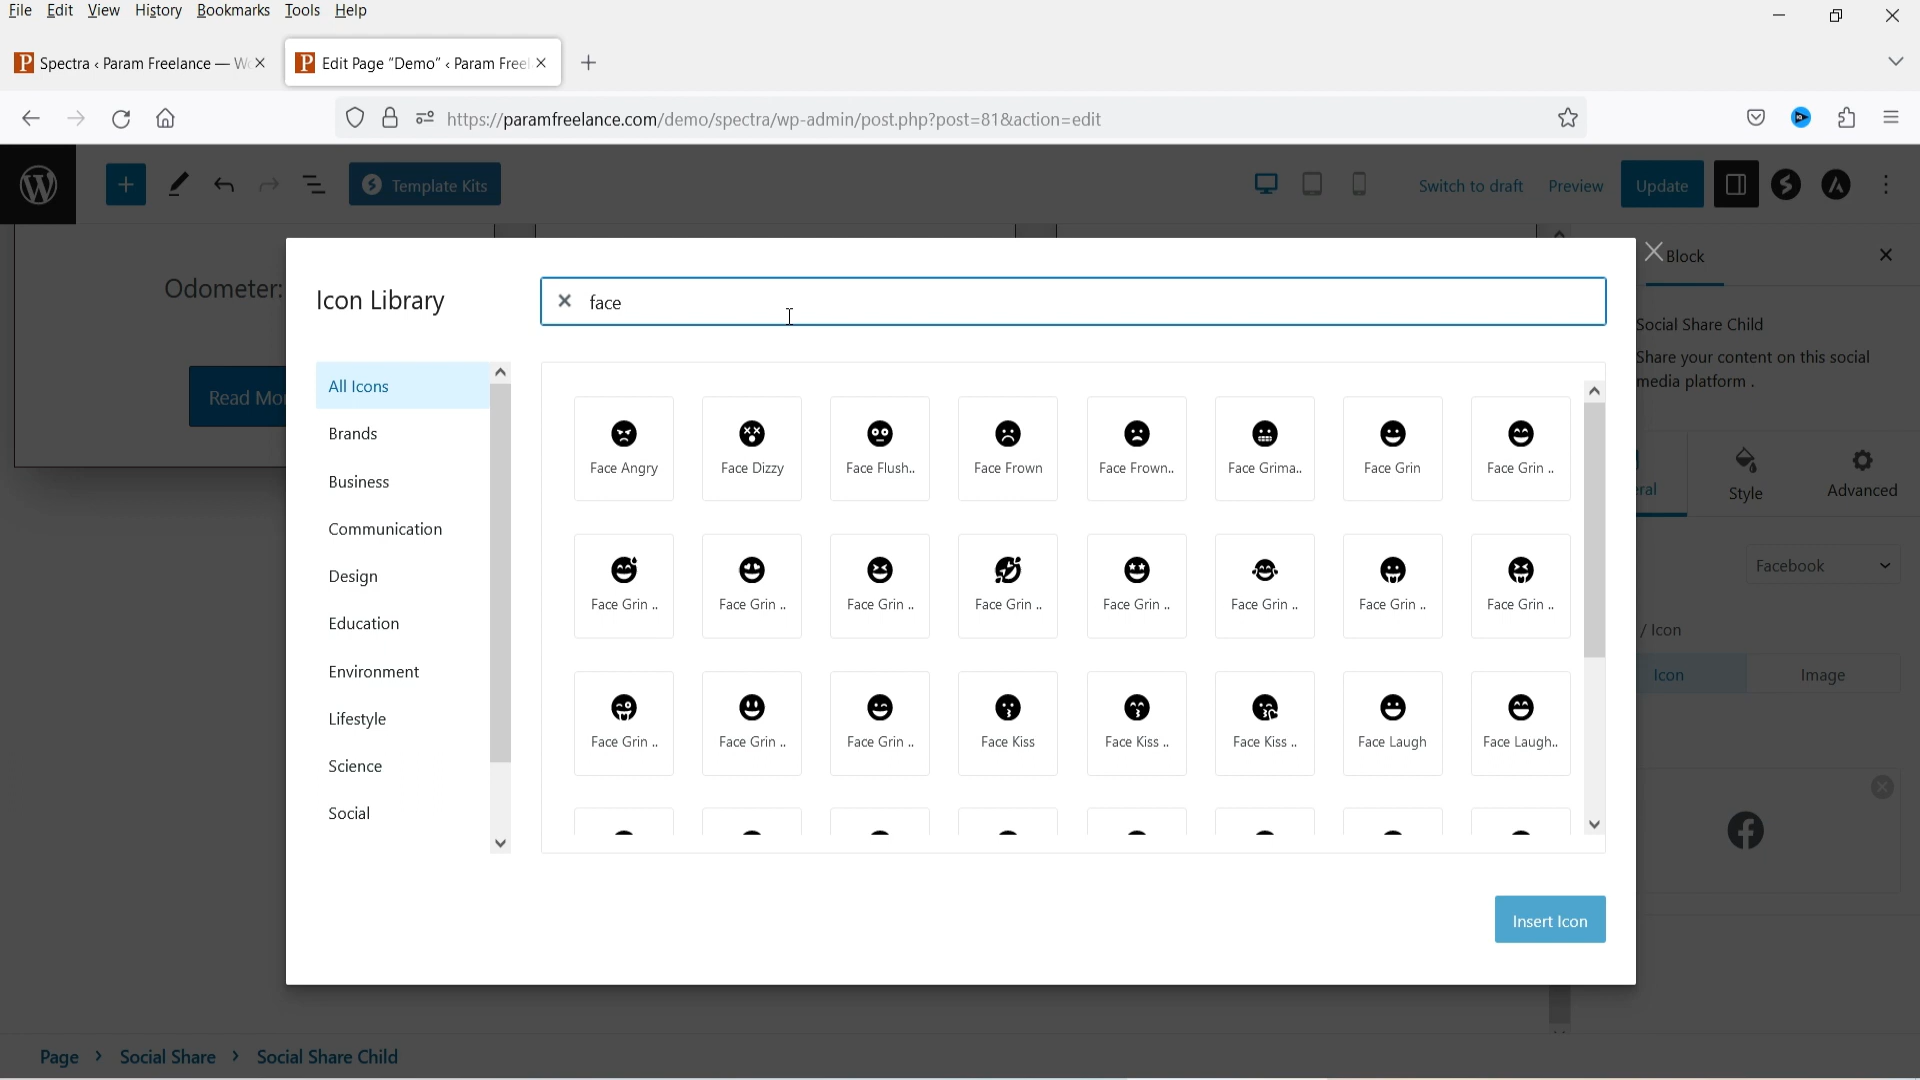 File Edit View History Bookmarks Tools Help
Spectra ‹ Param Freelance — W
Edit Page “Demo” ‹ Param Free
https://paramfreelance.com/demo/spectra/wp-admin/post.php?post=81&action=edit
Template Kits
Switch to draft
Preview
Update
Block
Odometer:
Icon Library
face
Social Share Child
Share your content on this social
media platform .
Read Mo
All Icons
Brands
Business
Communication
Design
Education
Environment
Lifestyle
Science
Social
Face Angry Face Dizzy Face Flush.. Face Frown Face Frown.. Face Grima.. Face Grin Face Grin ..
Face Grin .. Face Grin .. Face Grin .. Face Grin .. Face Grin .. Face Grin .. Face Grin .. Face Grin ..
Face Grin .. Face Grin .. Face Grin .. Face Kiss Face Kiss .. Face Kiss .. Face Laugh Face Laugh..
Insert Icon
eral
Style
Advanced
Facebook
/ Icon
Icon
Image
Page > Social Share > Social Share Child